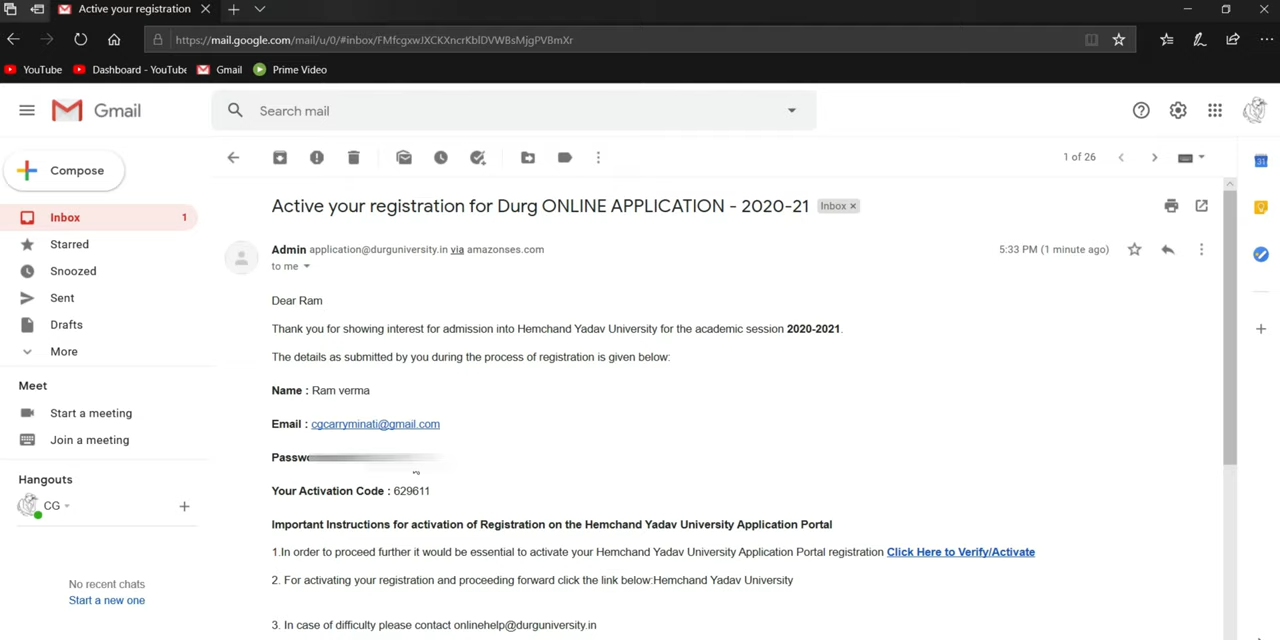 Active your registration
https://mail.google.com/mail/u/0/#inbox/FMfcgxwJXCKXncrKblDVWBsMjgPVBmXr
YouTube Dashboard - YouTube Gmail Prime Video
Gmail
Search mail
Compose
1 of 26
Inbox 1
Starred
Snoozed
Sent
Drafts
More
Meet
Start a meeting
Join a meeting
Hangouts
CG
No recent chats
Start a new one
Active your registration for Durg ONLINE APPLICATION - 2020-21 Inbox x
Admin application@durguniversity.in via amazonses.com 5:33 PM (1 minute ago)
to me
Dear Ram
Thank you for showing interest for admission into Hemchand Yadav University for the academic session 2020-2021.
The details as submitted by you during the process of registration is given below:
Name : Ram verma
Email : cgcarryminati@gmail.com
Your Activation Code : 629611
Important Instructions for activation of Registration on the Hemchand Yadav University Application Portal
1.In order to proceed further it would be essential to activate your Hemchand Yadav University Application Portal registration Click Here to Verify/Activate
2. For activating your registration and proceeding forward click the link below:Hemchand Yadav University
3. In case of difficulty please contact onlinehelp@durguniversity.in
31